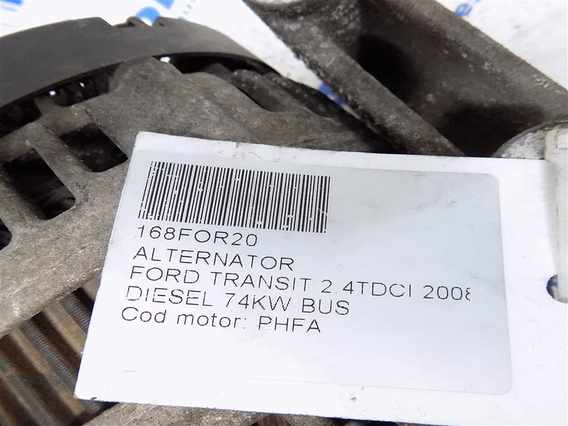 168FOR20
ALTERNATOR
FORD TRANSIT 2.4TDCI 2008
DIESEL 74KW BUS
Cod motor: PHFA